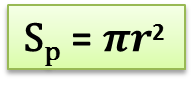 Sₚ = πr²